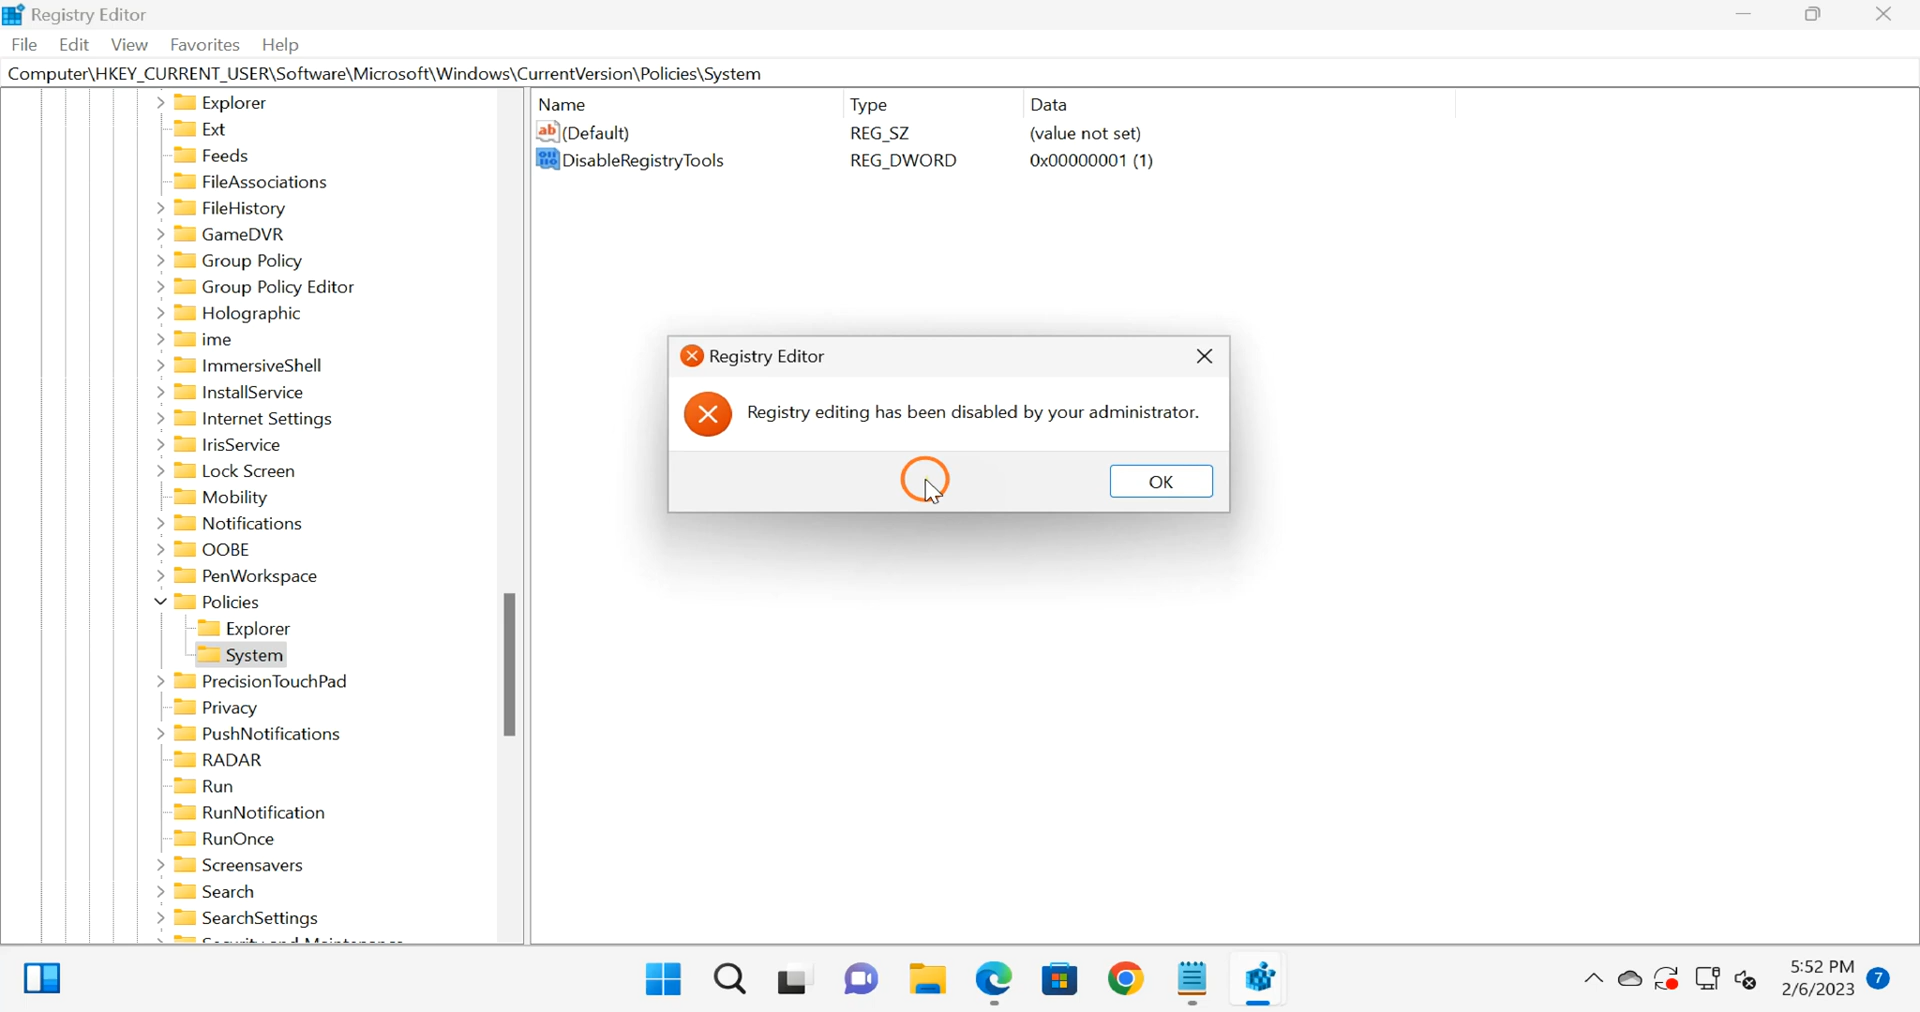 Registry Editor
File Edit View Favorites Help
Computer\HKEY_CURRENT_USER\Software\Microsoft\Windows\CurrentVersion\Policies\System
Explorer
Ext
Feeds
FileAssociations
FileHistory
GameDVR
Group Policy
Group Policy Editor
Holographic
ime
ImmersiveShell
InstallService
Internet Settings
IrisService
Lock Screen
Mobility
Notifications
OOBE
PenWorkspace
Policies
Explorer
System
PrecisionTouchPad
Privacy
PushNotifications
RADAR
Run
RunNotification
RunOnce
Screensavers
Search
SearchSettings
Name Type Data
ab (Default) REG_SZ (value not set)
DisableRegistryTools REG_DWORD 0x00000001 (1)
Registry Editor
Registry editing has been disabled by your administrator.
OK
5:52 PM
2/6/2023
7